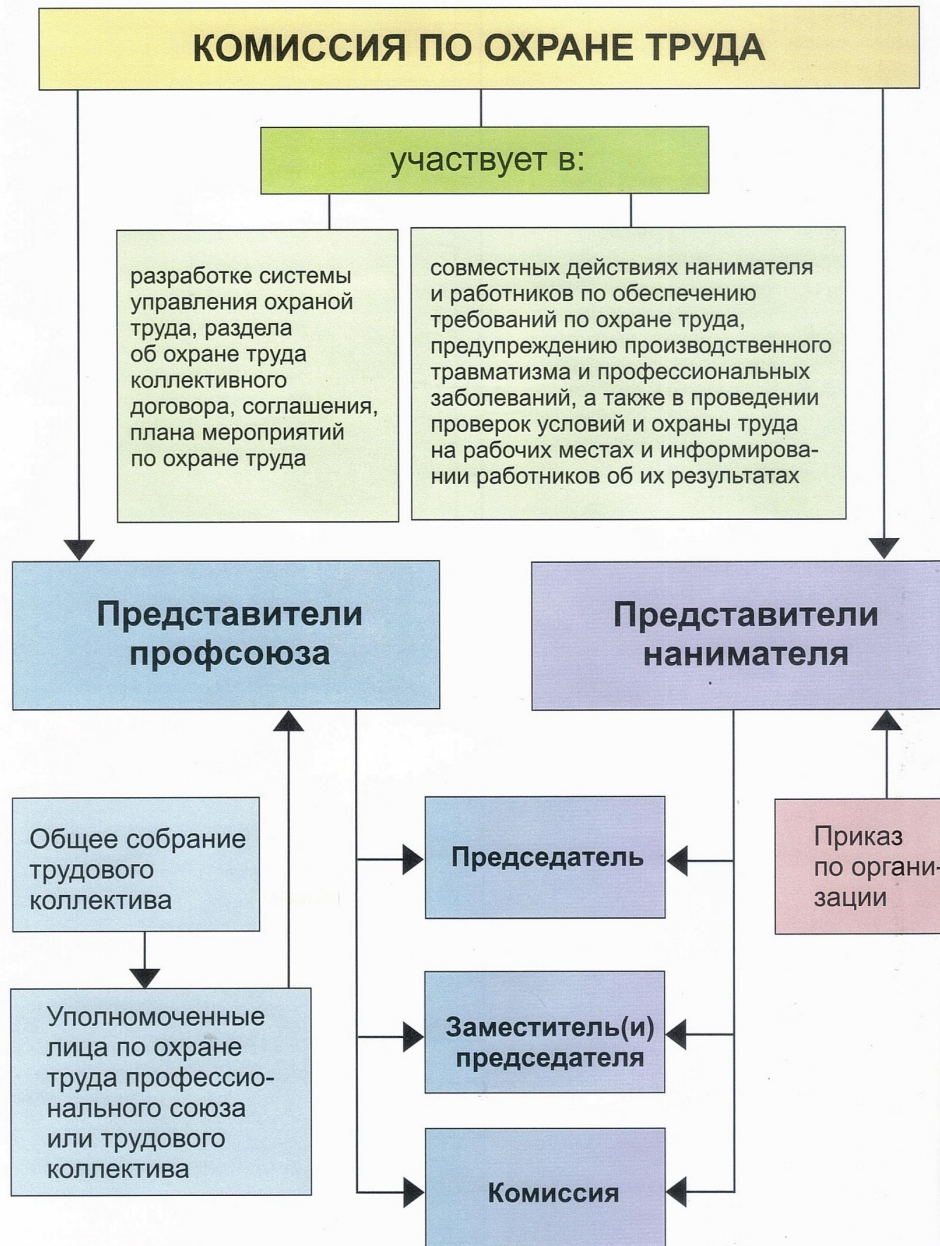 КОМИССИЯ ПО ОХРАНЕ ТРУДА
участвует в:
разработке системы
управления охраной
труда, раздела
об охране труда
коллективного
договора, соглашения,
плана мероприятий
по охране труда
совместных действиях нанимателя
и работников по обеспечению
требований по охране труда,
предупреждению производственного
травматизма и профессиональных
заболеваний, а также в проведении
проверок условий и охраны труда
на рабочих местах и информирова-
нии работников об их результатах
Представители
профсоюза
Представители
нанимателя
Общее собрание
трудового
коллектива
Уполномоченные
лица по охране
труда профессио-
нального союза
или трудового
коллектива
Председатель
Заместитель(и)
председателя
Комиссия
Приказ
по органи-
зации